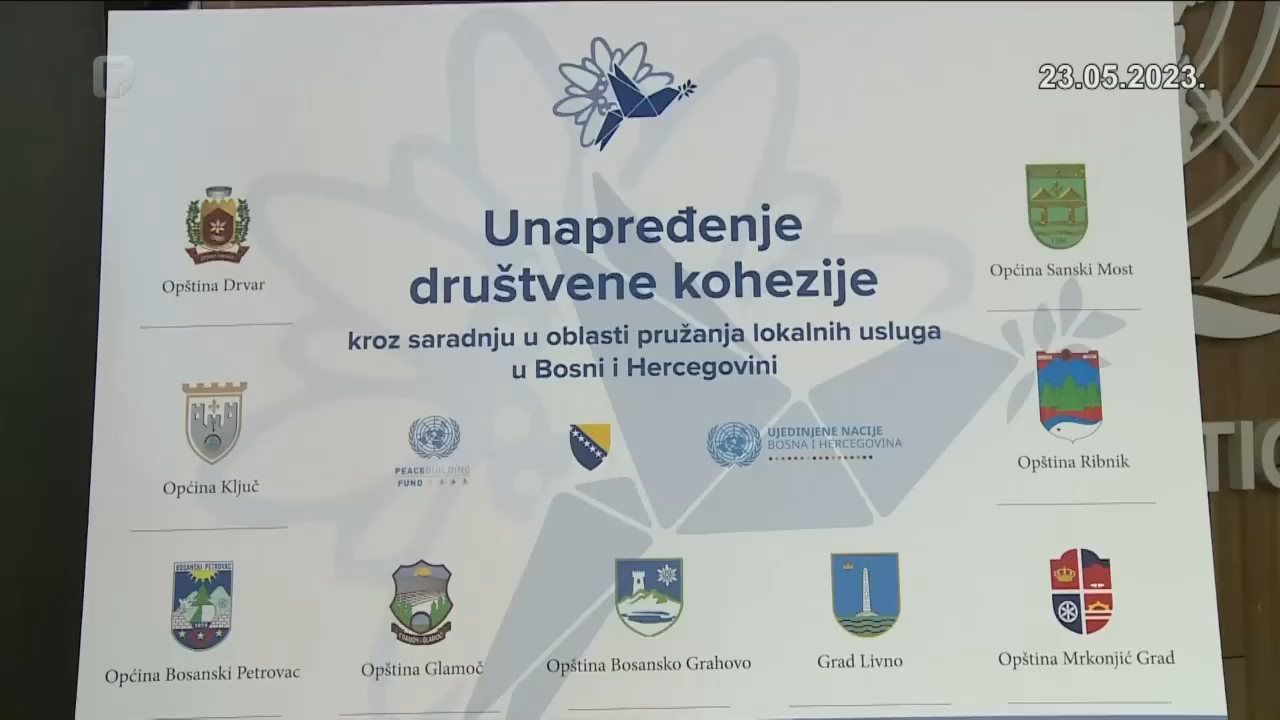 23.05.2023.
Unapređenje
društvene kohezije
kroz saradnju u oblasti pružanja lokalnih usluga
u Bosni i Hercegovini
Opština Drvar
Općina Sanski Most
Općina Ključ
PEACEBUILDING
FUND
UJEDINJENE NACIJE
BOSNA I HERCEGOVINA
Opština Ribnik
TIO
BOSANSKI PETROVAC
Općina Bosanski Petrovac
Opština Glamoč
Opština Bosansko Grahovo
Grad Livno
Opština Mrkonjić Grad